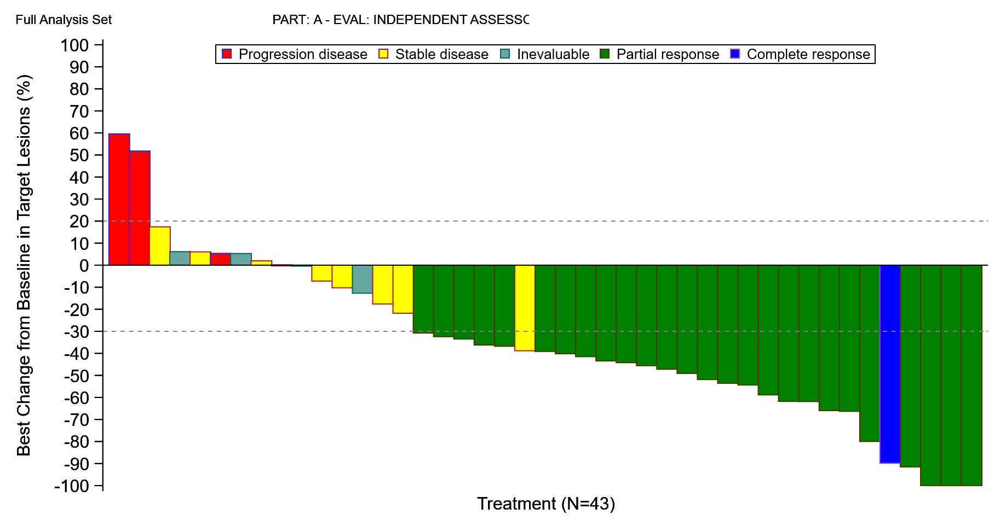 Full Analysis Set
PART: A - EVAL: INDEPENDENT ASSESSC
Progression disease
Stable disease
Inevaluable
Partial response
Complete response
Best Change from Baseline in Target Lesions (%)
100
90
80
70
60
50
40
30
20
10
0
-10
-20
-30
-40
-50
-60
-70
-80
-90
-100
Treatment (N=43)